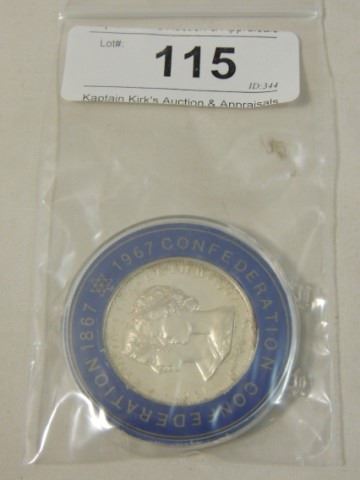 Lot#:
115
ID:344
Kaptain Kirk's Auction & Appraisals
1867 1967 CONFEDERATION CONFEDERATION